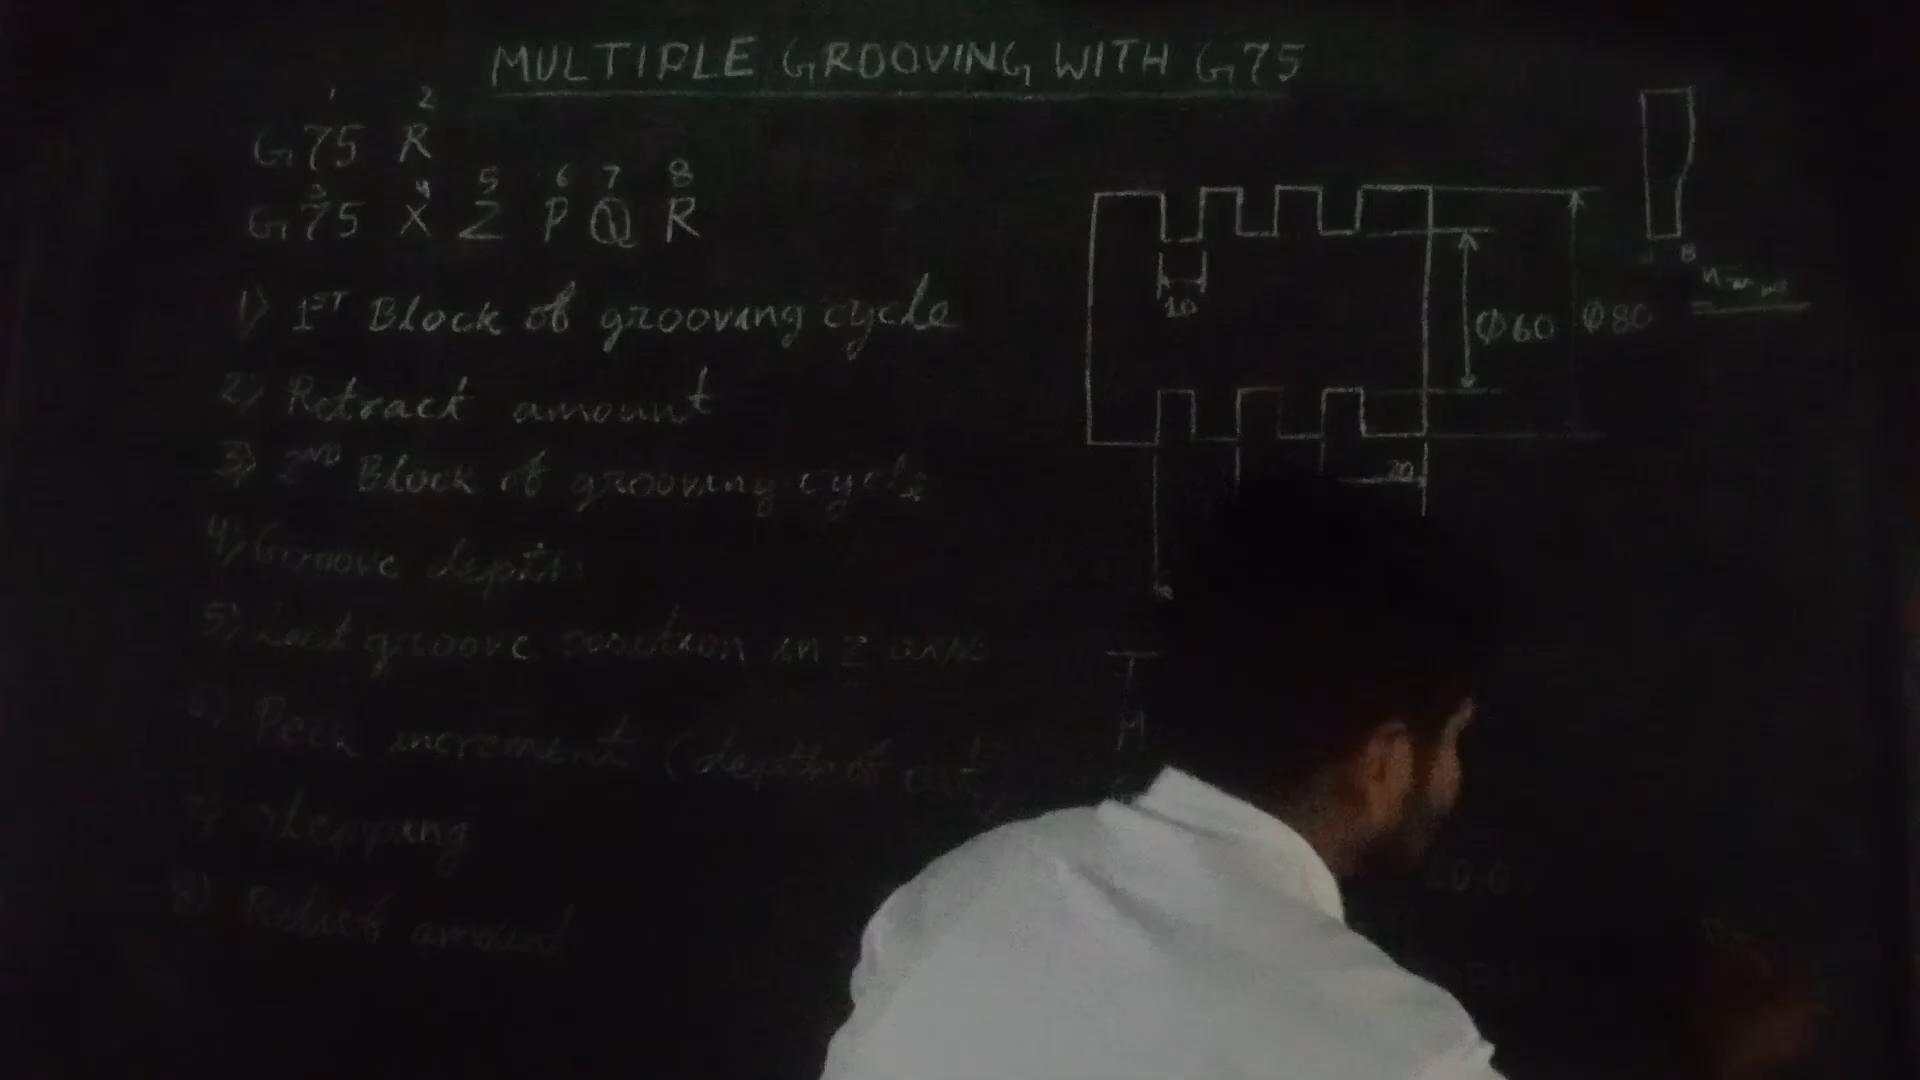 MULTIPLE GROOVING WITH G75
1 2
G75 R
3 4 5 6 7 8
G75 X Z P Q R
1) 1ST Block of grooving cycle
2) Retract amount
3) 2ND Block of grooving cycle
4) Groove depth
5) Last groove position in Z axis
6) Peck increment (depth of cut)
7) Stepping
8) Relief amount
10
Φ60
Φ80
20
B
M